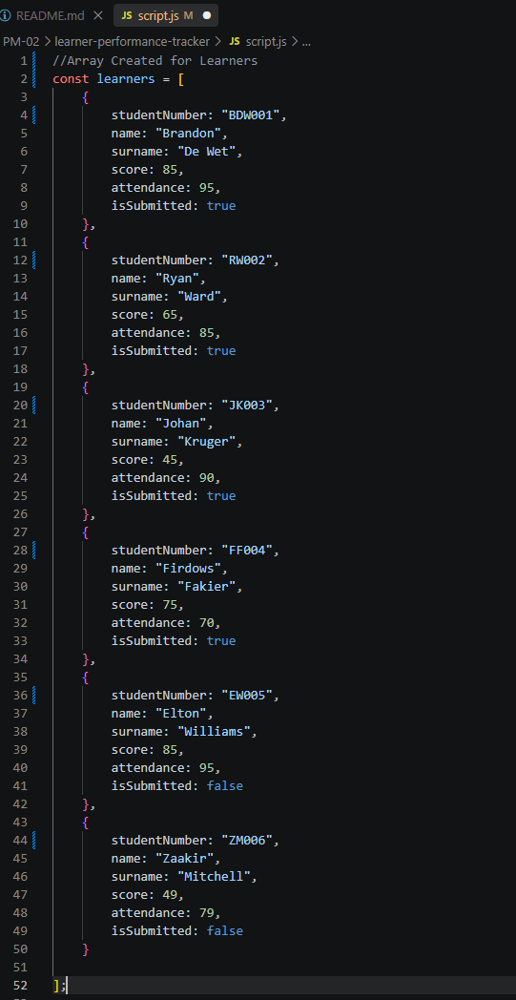 README.md
JS script.js M
PM-02 > learner-performance-tracker > JS script.js > ...
1 //Array Created for Learners
2 const learners = [
3 {
4 studentNumber: "BDW001",
5 name: "Brandon",
6 surname: "De Wet",
7 score: 85,
8 attendance: 95,
9 isSubmitted: true
10 },
11 {
12 studentNumber: "RW002",
13 name: "Ryan",
14 surname: "Ward",
15 score: 65,
16 attendance: 85,
17 isSubmitted: true
18 },
19 {
20 studentNumber: "JK003",
21 name: "Johan",
22 surname: "Kruger",
23 score: 45,
24 attendance: 90,
25 isSubmitted: true
26 },
27 {
28 studentNumber: "FF004",
29 name: "Firdows",
30 surname: "Fakier",
31 score: 75,
32 attendance: 70,
33 isSubmitted: true
34 },
35 {
36 studentNumber: "EW005",
37 name: "Elton",
38 surname: "Williams",
39 score: 85,
40 attendance: 95,
41 isSubmitted: false
42 },
43 {
44 studentNumber: "ZM006",
45 name: "Zaakir",
46 surname: "Mitchell",
47 score: 49,
48 attendance: 79,
49 isSubmitted: false
50 }
51
52 ];